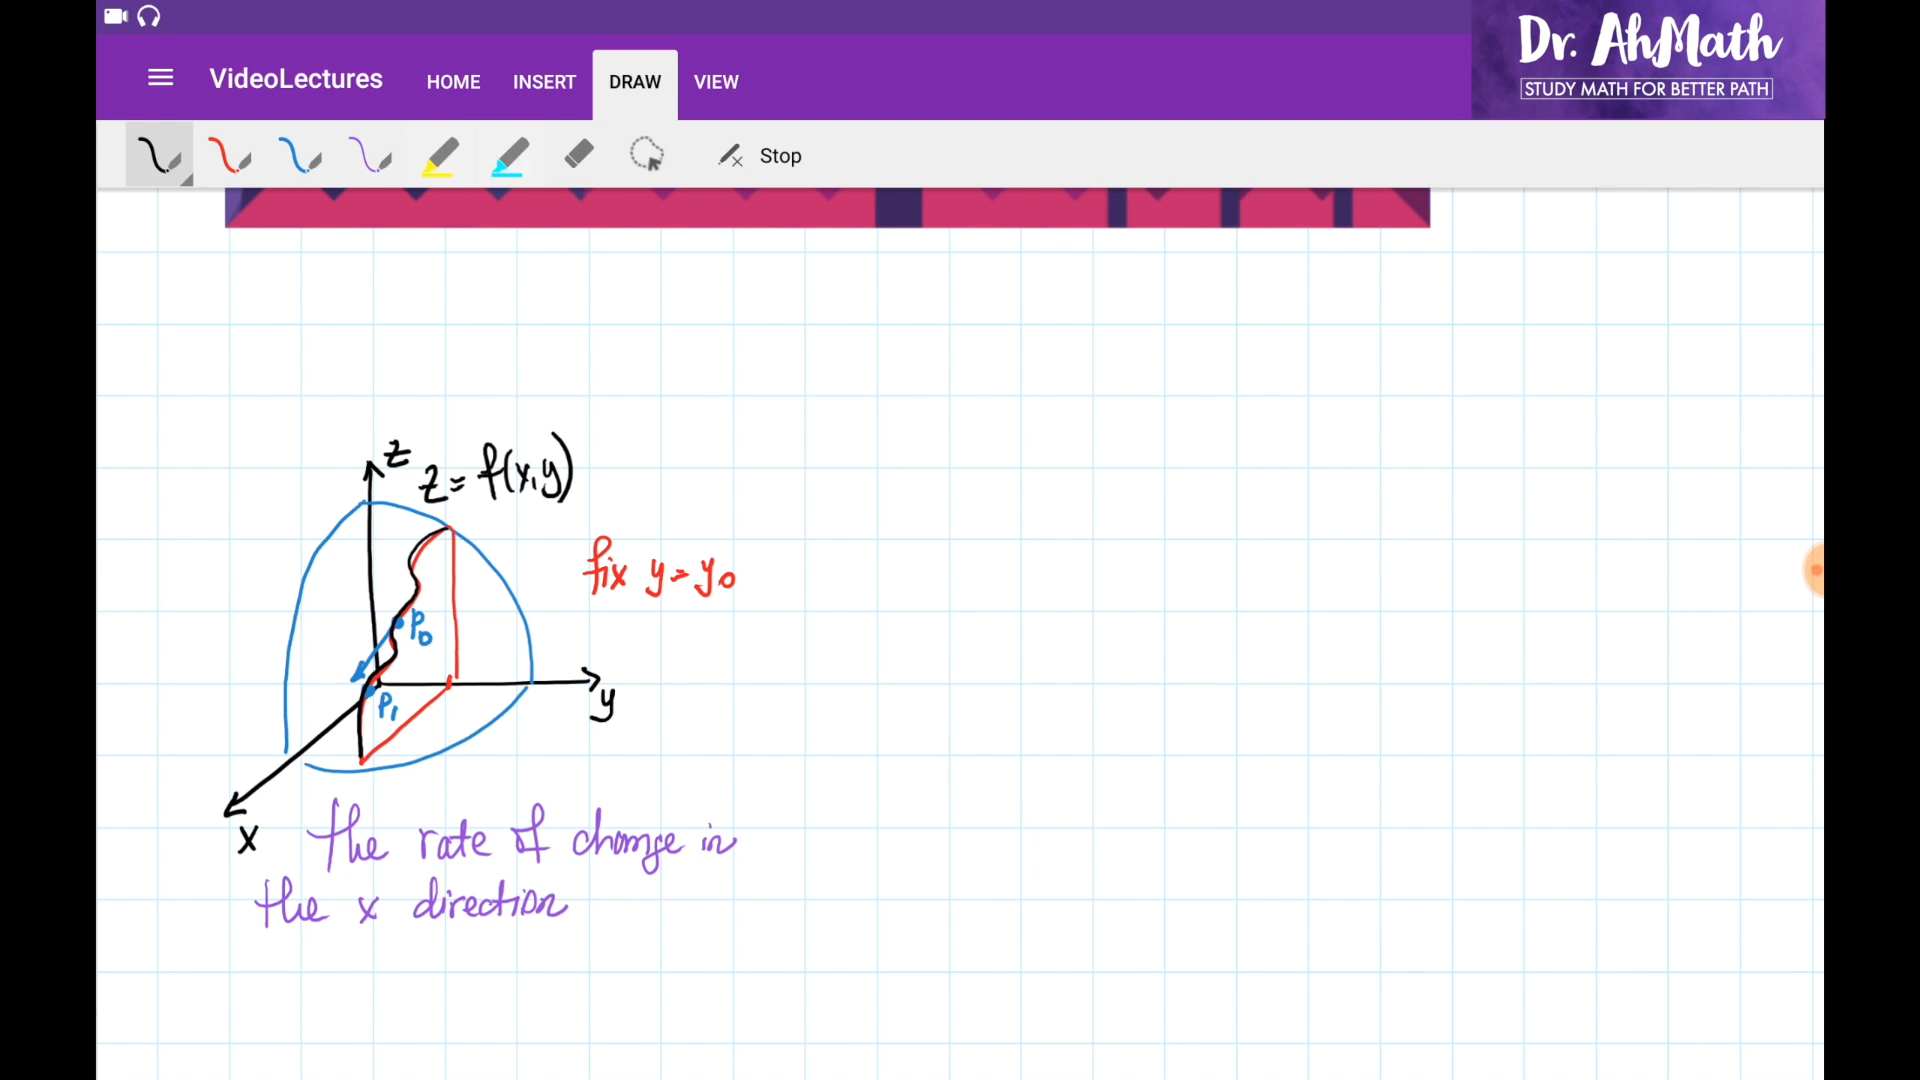 Dr. AhMath
STUDY MATH FOR BETTER PATH
VideoLectures HOME INSERT DRAW VIEW
Stop
z
z = f(x,y)
fix y = y0
P0
P1
y
x
the rate of change in
the x direction